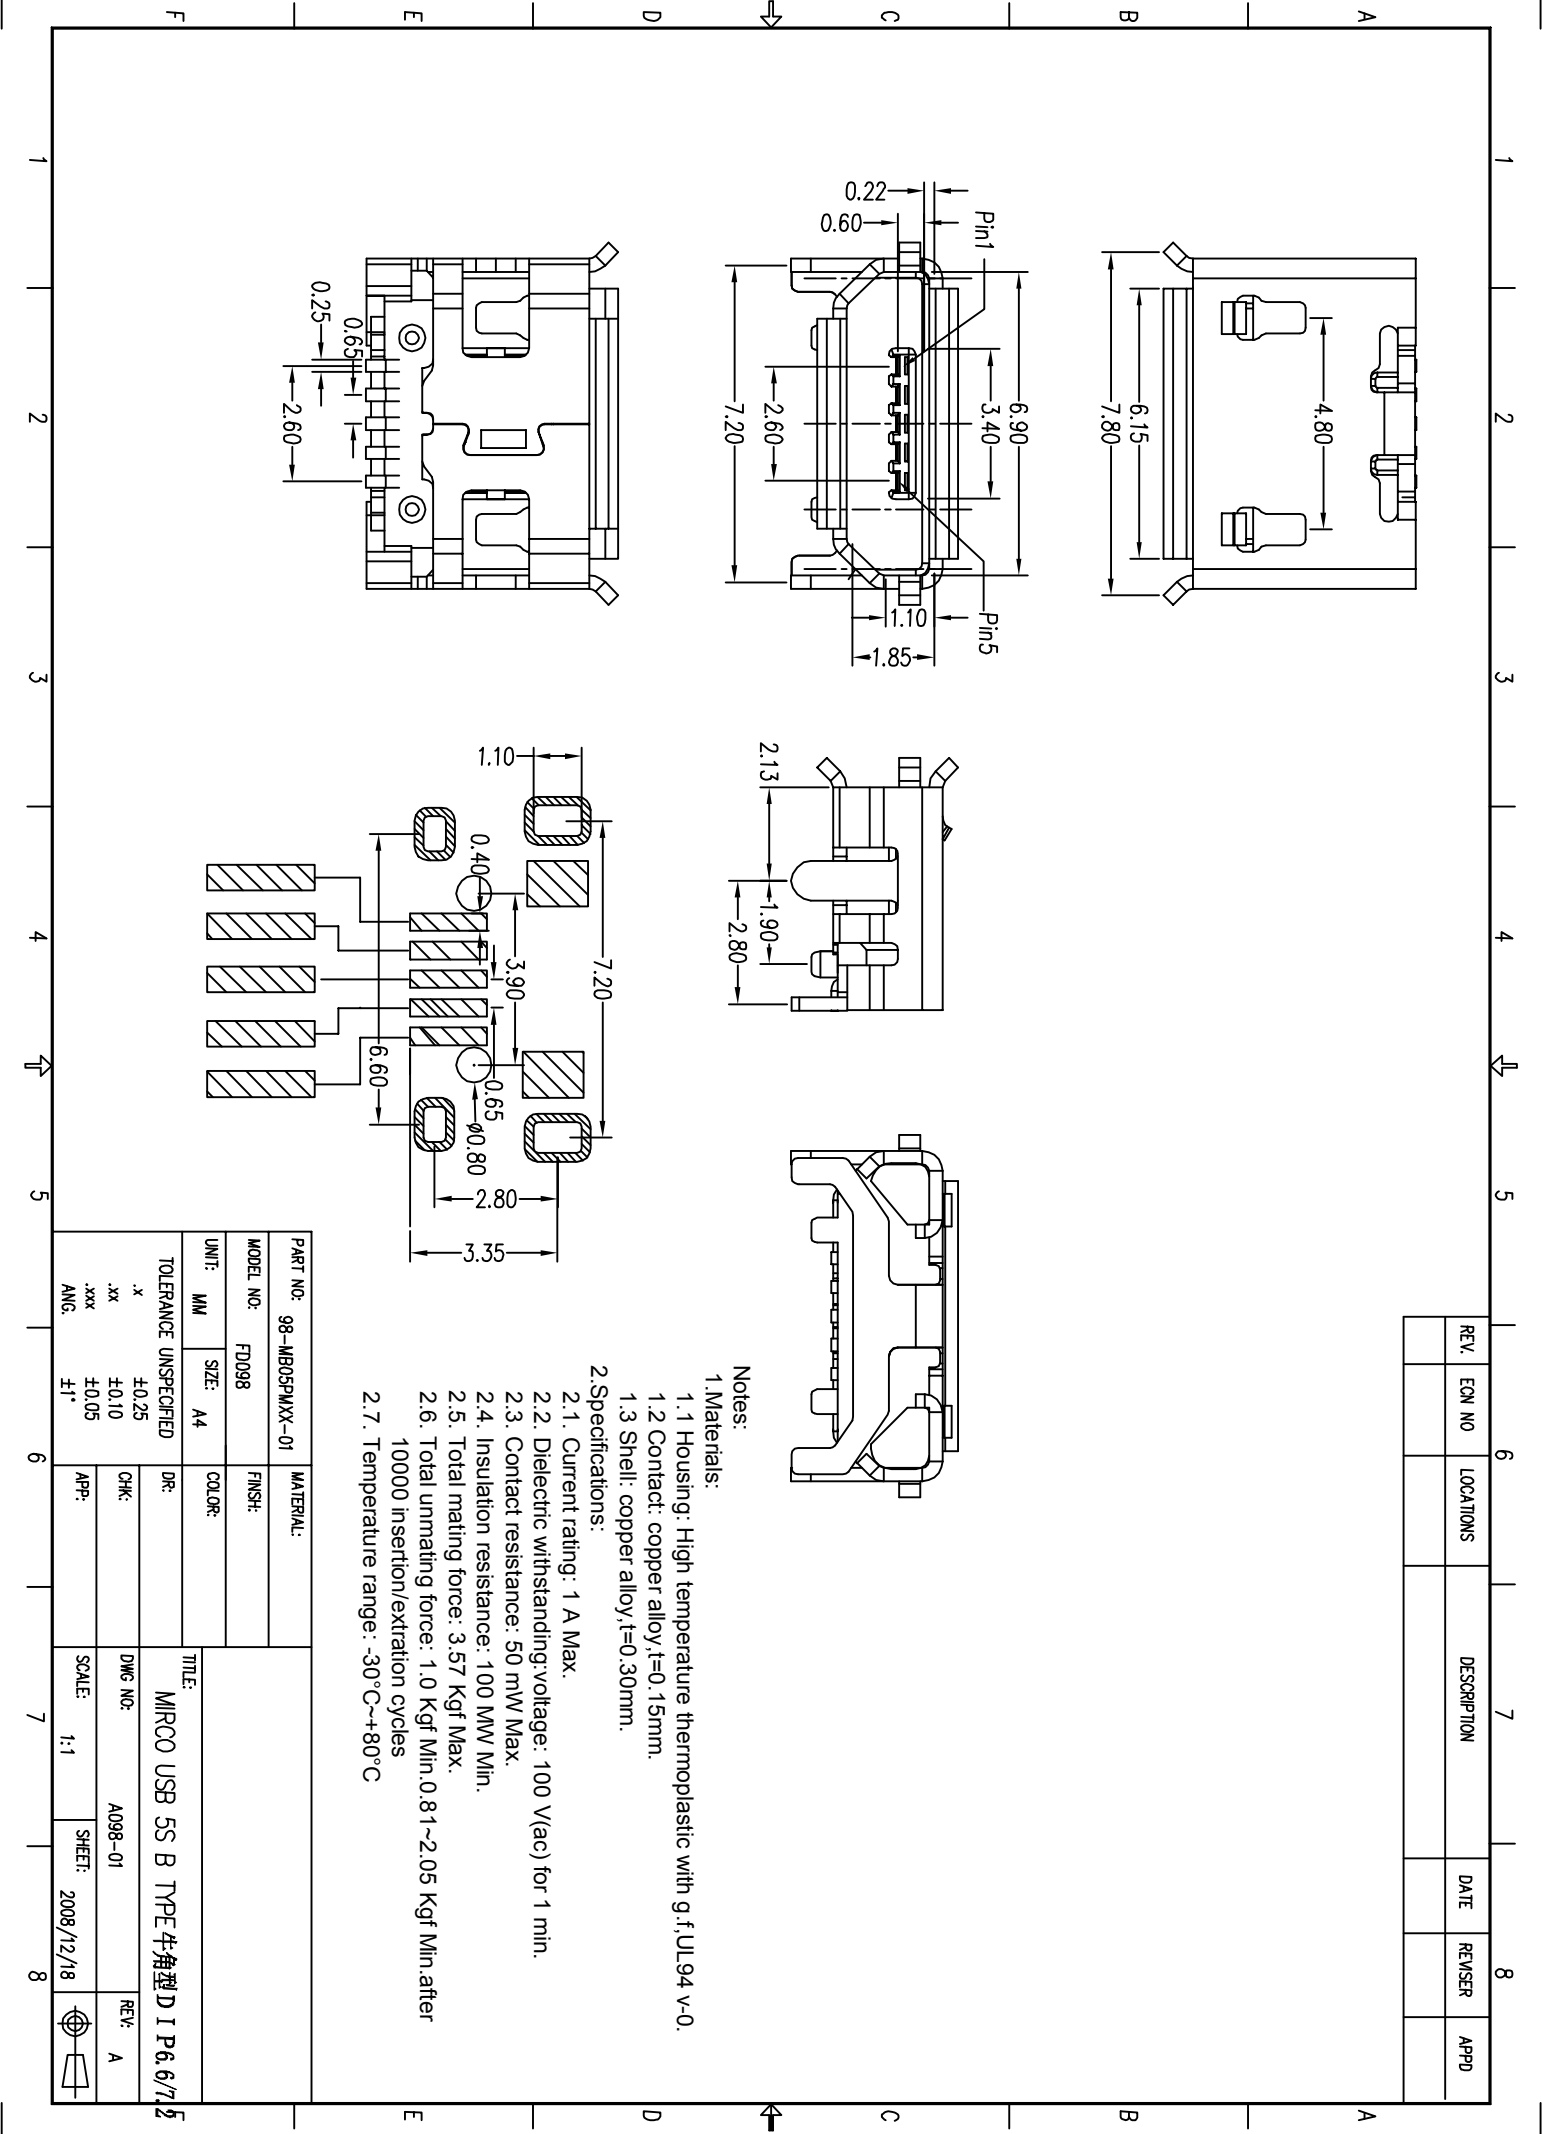 1 2 3 4 5 6 7 8
A B C D E F
REV. ECN NO LOCATIONS DESCRIPTION DATE REVISER APPD
4.80
6.15
7.80
0.22
0.60
Pin1
Pin5
6.90
3.40
2.60
7.20
1.10
1.85
2.13
1.90
2.80
0.25
0.65
2.60
1.10
7.20
3.90
0.40
0.65
ø0.80
6.60
2.80
3.35
Notes:
1.Materials:
1.1 Housing: High temperature thermoplastic with g.f,UL94 v-0.
1.2 Contact: copper alloy,t=0.15mm.
1.3 Shell: copper alloy,t=0.30mm.
2.Specifications:
2.1. Current rating: 1 A Max.
2.2. Dielectric withstanding:voltage: 100 V(ac) for 1 min.
2.3. Contact resistance: 50 mW Max.
2.4. Insulation resistance: 100 MW Min.
2.5. Total mating force: 3.57 Kgf Max.
2.6. Total unmating force: 1.0 Kgf Min.0.81~2.05 Kgf Min.after
10000 insertion/extration cycles
2.7. Temperature range: -30°C~+80°C
PART NO: 98-MB05PMXX-01
MODEL NO: FD098
UNIT: MM SIZE: A4
TOLERANCE UNSPECIFIED
.X ±0.25
.XX ±0.10
.XXX ±0.05
ANG. ±1°
MATERIAL:
FINSH:
COLOR:
DR:
CHK:
APP:
TITLE:
MIRCO USB 5S B TYPE牛角型D I P6.6/7.2
DWG NO: A098-01 REV: A
SCALE: 1:1 SHEET: 2008/12/18
1 2 3 4 5 6 7 8
A B C D E F